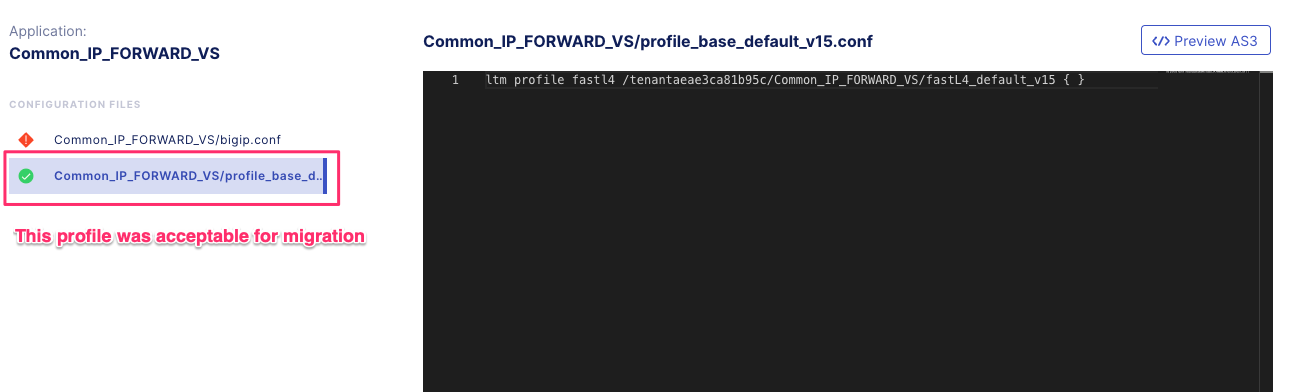 Application:
Common_IP_FORWARD_VS
CONFIGURATION FILES
Common_IP_FORWARD_VS/bigip.conf
Common_IP_FORWARD_VS/profile_base_d...
This profile was acceptable for migration
Common_IP_FORWARD_VS/profile_base_default_v15.conf
</> Preview AS3
1 ltm profile fastl4 /tenantaeae3ca81b95c/Common_IP_FORWARD_VS/fastL4_default_v15 { }